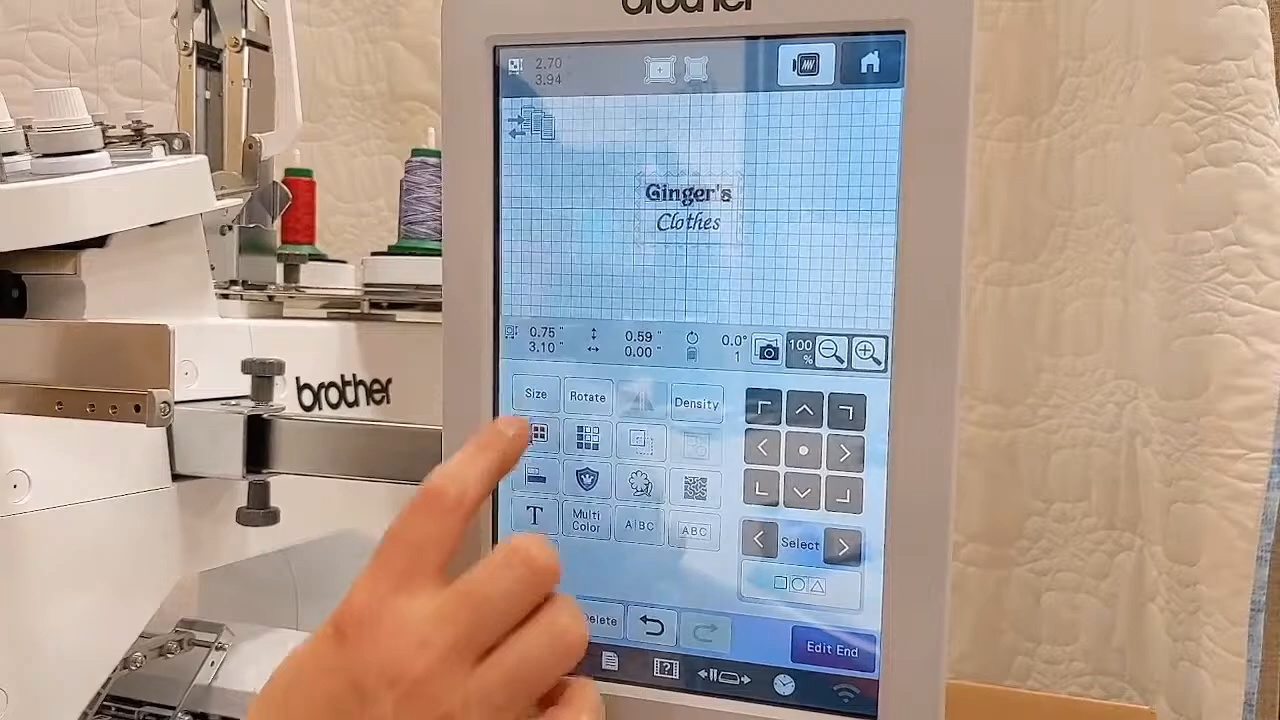 brother
2.70
3.94
Ginger's
Clothes
0.75 " 0.59 " 0.0°
3.10 " 0.00 " 1
100 %
Size Rotate Density
T Multi Color A|BC ABC
Select
Delete
Edit End
brother